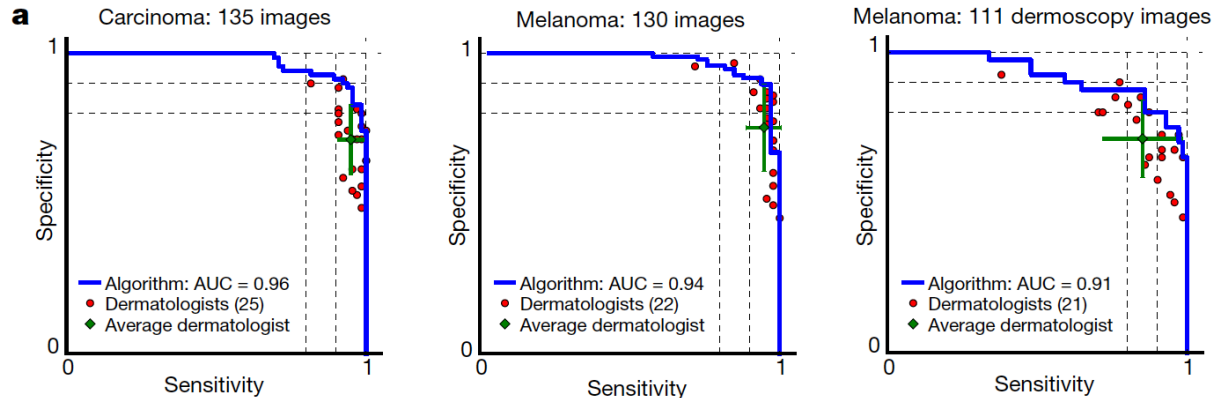 a
Carcinoma: 135 images
1
Specificity
Algorithm: AUC = 0.96
Dermatologists (25)
Average dermatologist
0
0
1
Sensitivity
Melanoma: 130 images
1
Specificity
Algorithm: AUC = 0.94
Dermatologists (22)
Average dermatologist
0
0
1
Sensitivity
Melanoma: 111 dermoscopy images
1
Specificity
Algorithm: AUC = 0.91
Dermatologists (21)
Average dermatologist
0
0
1
Sensitivity